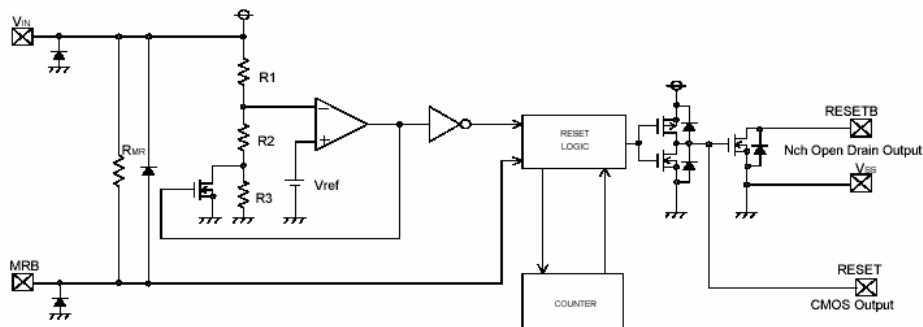 VIN
R1
RMR
R2
R3
Vref
−
+
RESET
LOGIC
RESETB
Nch Open Drain Output
VSS
MRB
COUNTER
RESET
CMOS Output